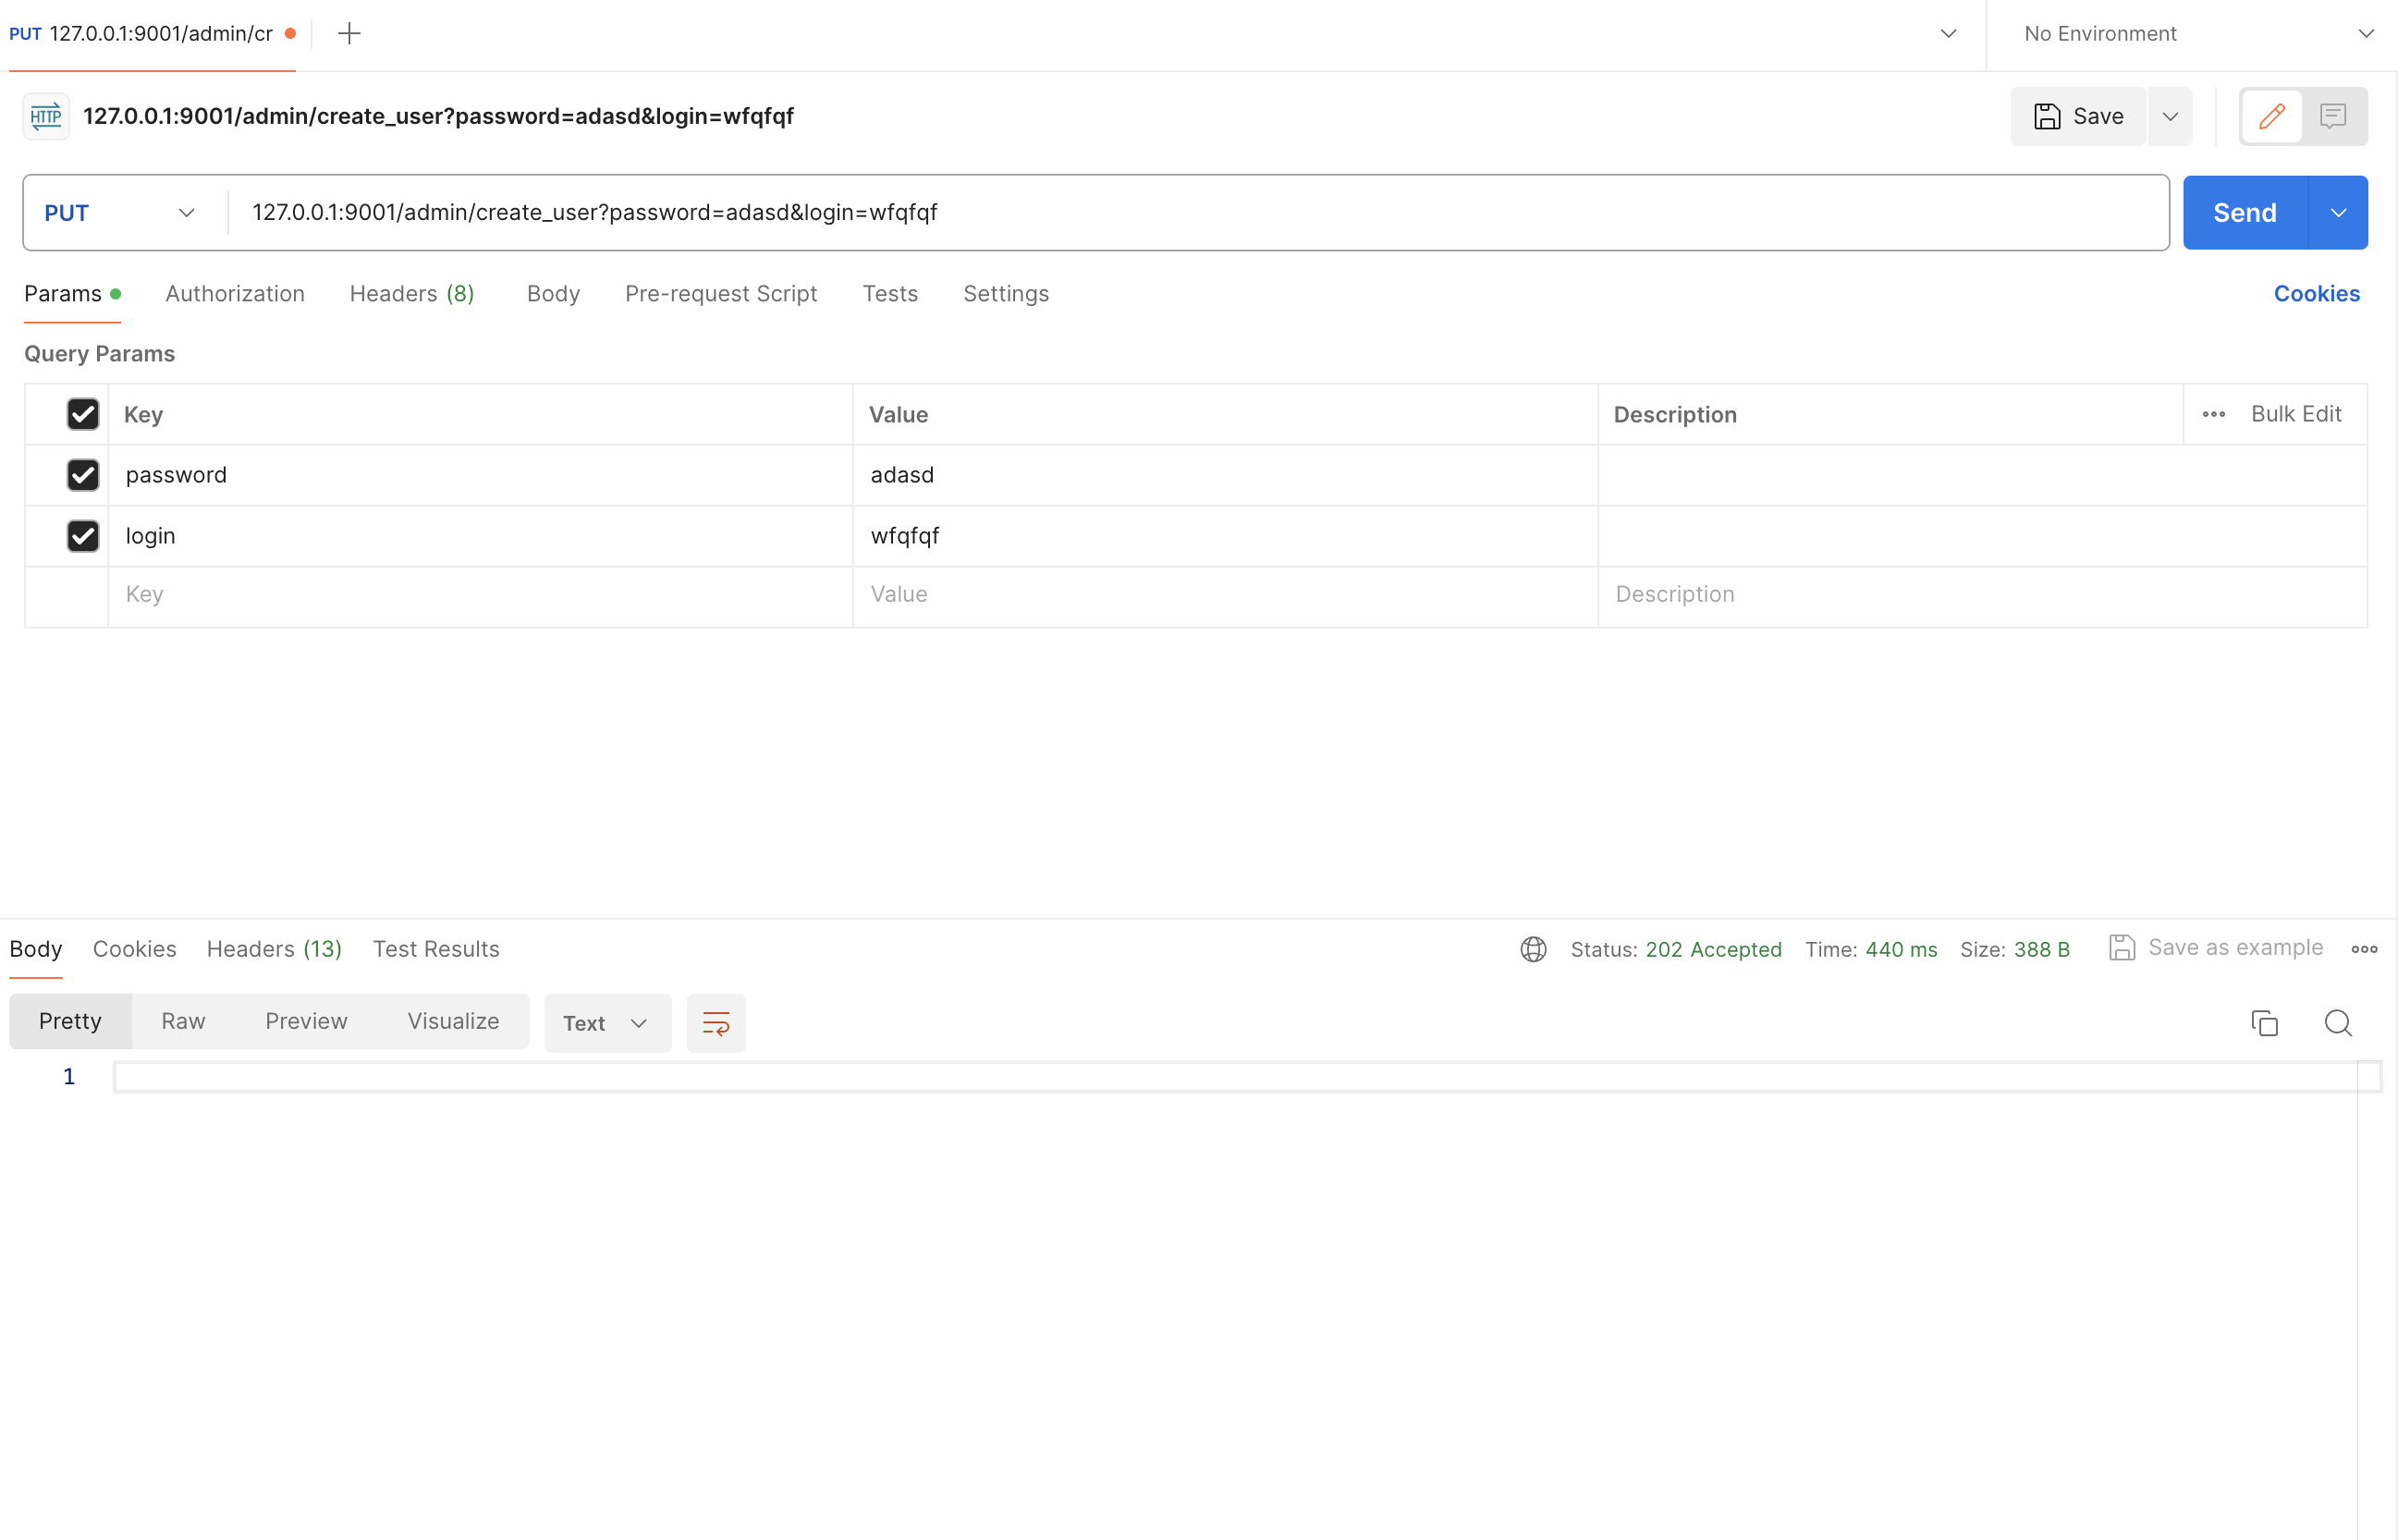 PUT 127.0.0.1:9001/admin/cr No Environment
HTTP 127.0.0.1:9001/admin/create_user?password=adasd&login=wfqfqf Save
PUT 127.0.0.1:9001/admin/create_user?password=adasd&login=wfqfqf Send
Params Authorization Headers (8) Body Pre-request Script Tests Settings Cookies
Query Params
Key Value Description Bulk Edit
password adasd
login wfqfqf
Key Value Description
Body Cookies Headers (13) Test Results Status: 202 Accepted Time: 440 ms Size: 388 B Save as example
Pretty Raw Preview Visualize Text
1